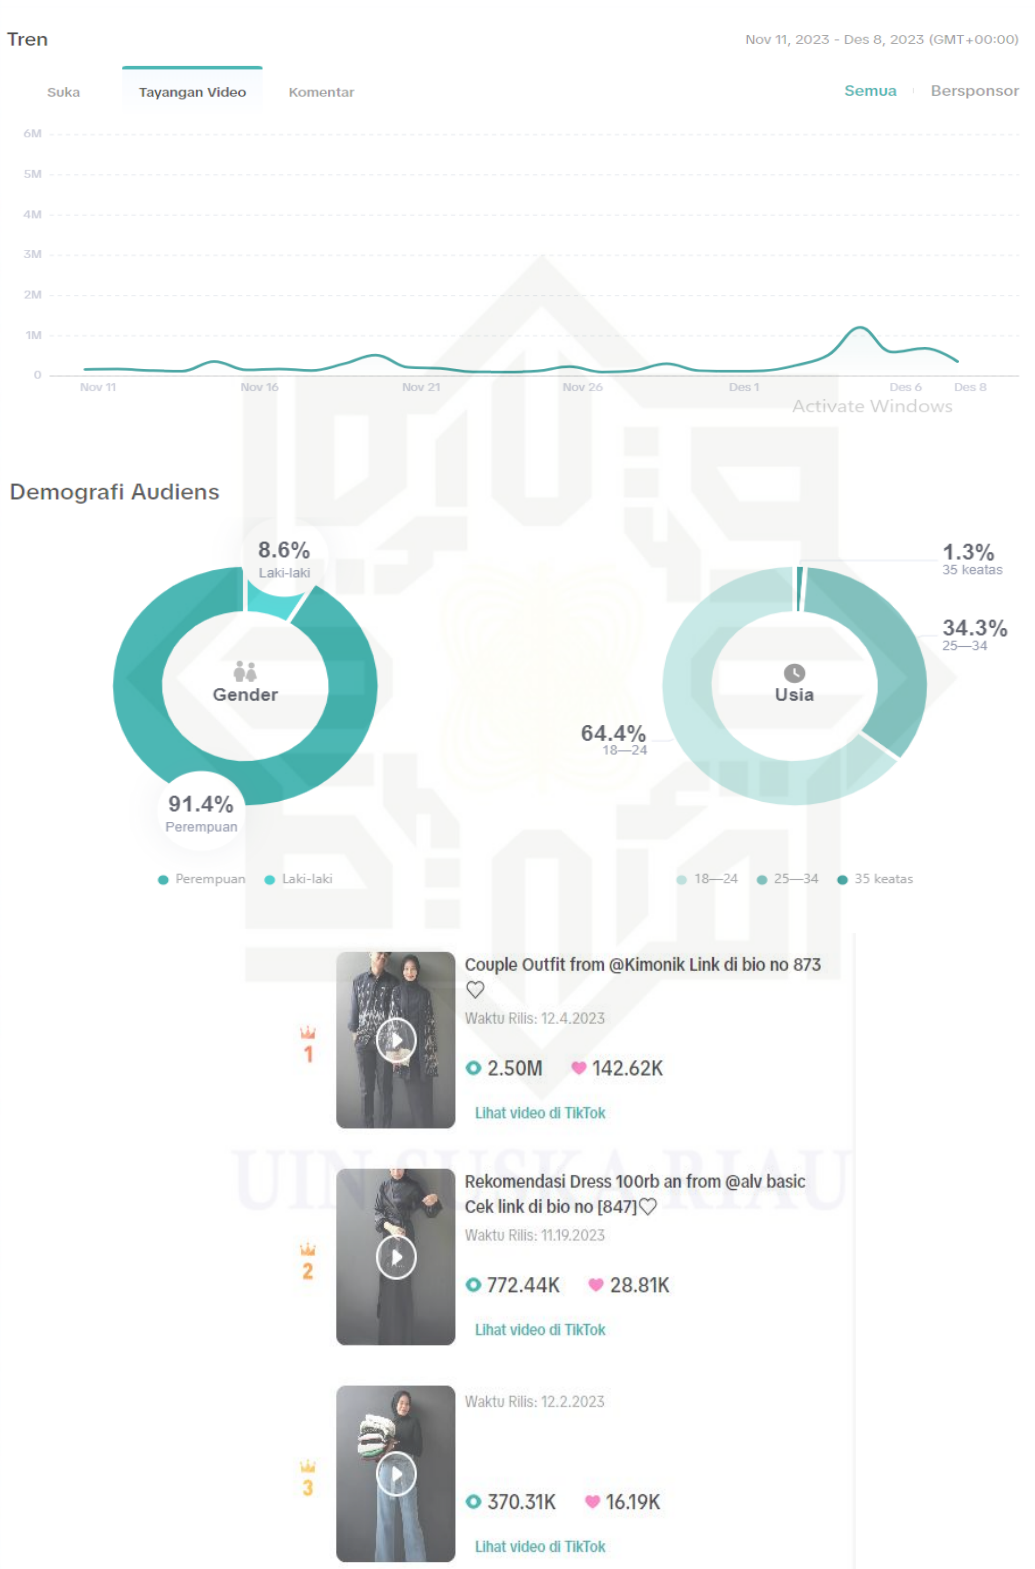 Tren
Nov 11, 2023 - Des 8, 2023 (GMT+00:00)
Suka
Tayangan Video
Komentar
Semua
Bersponsor
6M
5M
4M
3M
2M
1M
0
Nov 11
Nov 16
Nov 21
Nov 26
Des 1
Des 6
Des 8
Activate Windows
Demografi Audiens
8.6%
Laki-laki
Gender
91.4%
Perempuan
Perempuan
Laki-laki
1.3%
35 keatas
34.3%
25—34
Usia
64.4%
18—24
18—24
25—34
35 keatas
1
Couple Outfit from @Kimonik Link di bio no 873
♡
Waktu Rilis: 12.4.2023
2.50M
142.62K
Lihat video di TikTok
UIN SUSKA RIAU
2
Rekomendasi Dress 100rb an from @alv basic
Cek link di bio no [847]♡
Waktu Rilis: 11.19.2023
772.44K
28.81K
Lihat video di TikTok
3
Waktu Rilis: 12.2.2023
370.31K
16.19K
Lihat video di TikTok